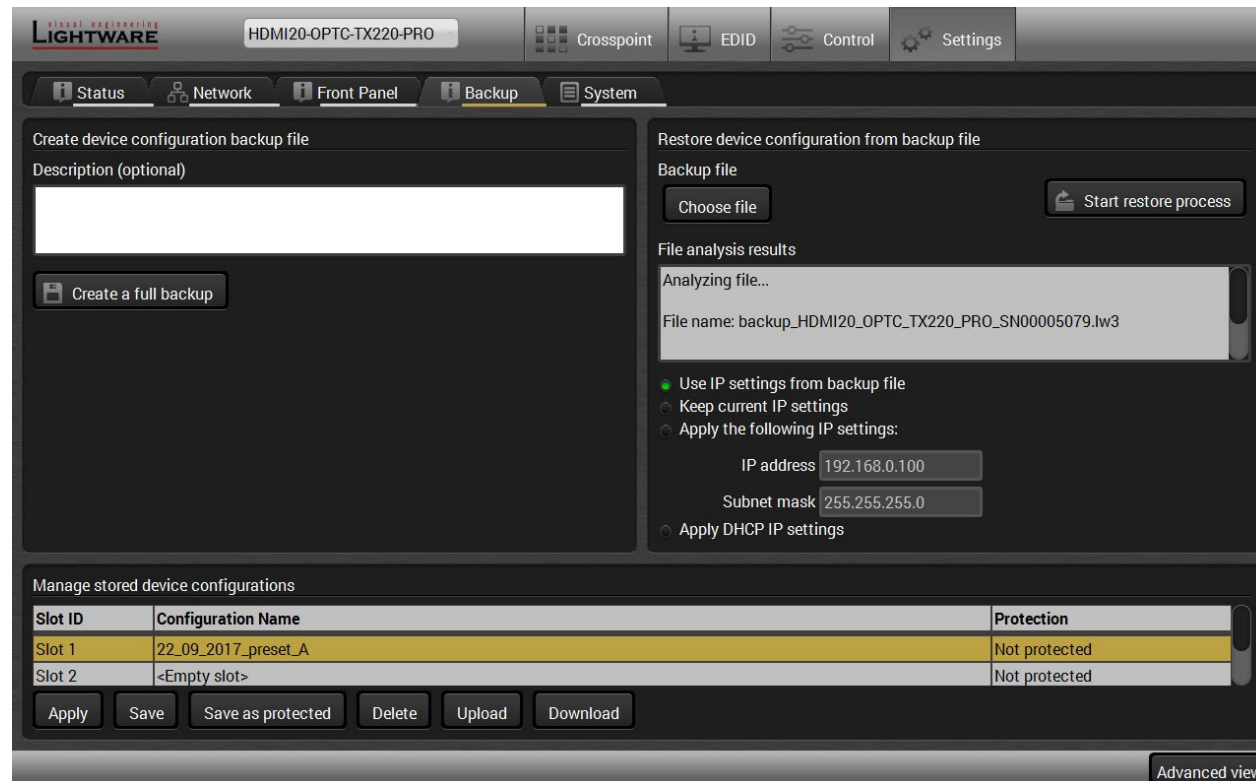 visual engineering
LIGHTWARE
HDMI20-OPTC-TX220-PRO
Crosspoint
EDID
Control
Settings
Status
Network
Front Panel
Backup
System
Create device configuration backup file
Description (optional)
Create a full backup
Restore device configuration from backup file
Backup file
Choose file
Start restore process
File analysis results
Analyzing file...
File name: backup_HDMI20_OPTC_TX220_PRO_SN00005079.lw3
Use IP settings from backup file
Keep current IP settings
Apply the following IP settings:
IP address 192.168.0.100
Subnet mask 255.255.255.0
Apply DHCP IP settings
Manage stored device configurations
Slot ID Configuration Name Protection
Slot 1 22_09_2017_preset_A Not protected
Slot 2 <Empty slot> Not protected
Apply Save Save as protected Delete Upload Download
Advanced view